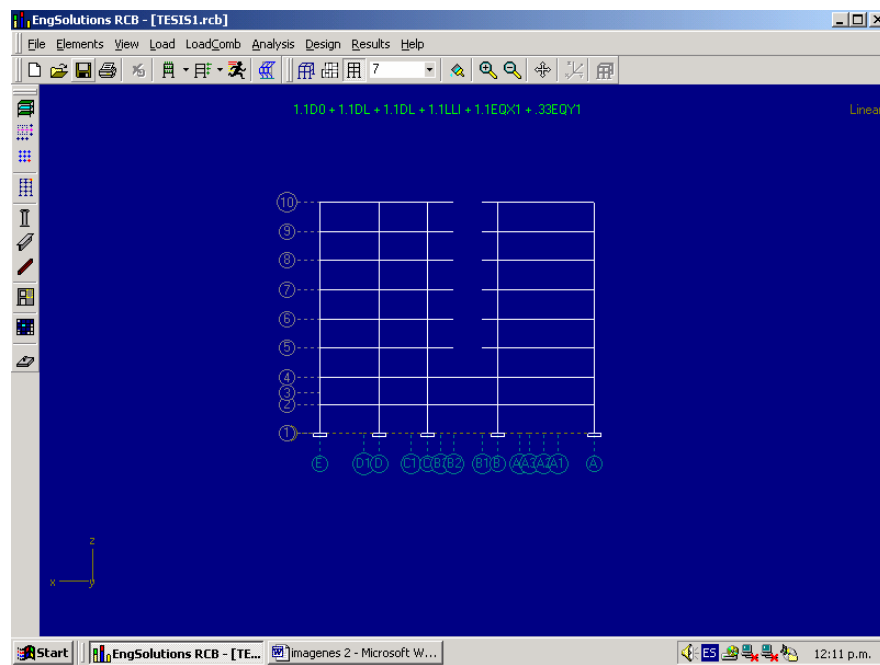 EngSolutions RCB - [TESIS1.rcb]
File Elements View Load LoadComb Analysis Design Results Help
7
1.1D0 + 1.1DL + 1.1DL + 1.1LLI + 1.1EQX1 + .33EQY1
Linear
10
9
8
7
6
5
4
3
2
1
E D1 D C1 C B2 B1 B A3 A2 A1 A
z
x y
Start EngSolutions RCB - [TE... imagenes 2 - Microsoft W... ES 12:11 p.m.